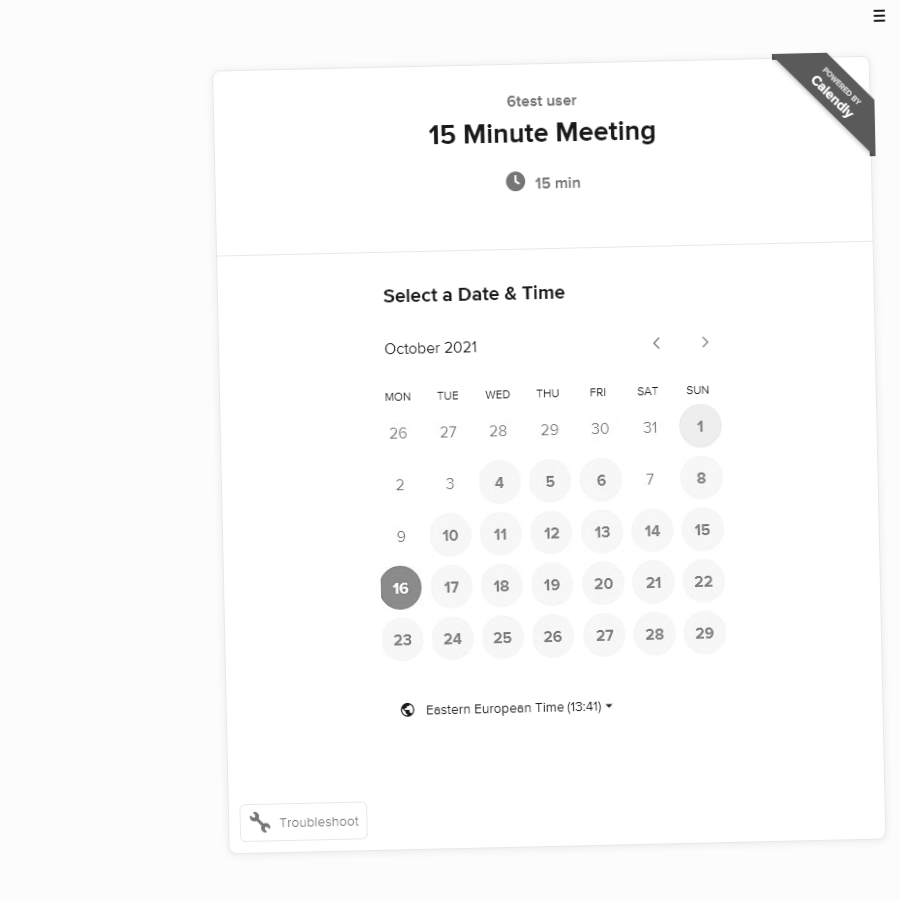 6test user
15 Minute Meeting
15 min
POWERED BY
Calendly
Select a Date & Time
October 2021
MON TUE WED THU FRI SAT SUN
26 27 28 29 30 31 1
2 3 4 5 6 7 8
9 10 11 12 13 14 15
16 17 18 19 20 21 22
23 24 25 26 27 28 29
Eastern European Time (13:41)
Troubleshoot